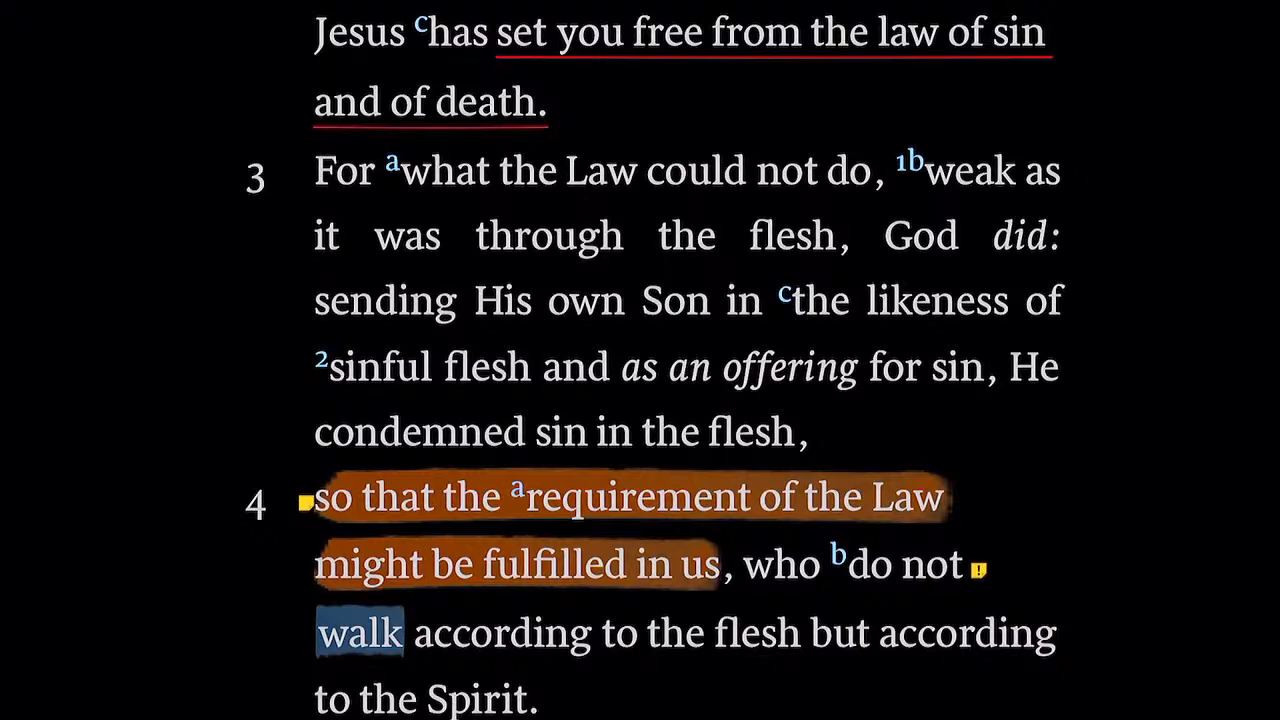 Jesus ᶜhas set you free from the law of sin
and of death.
3 For ᵃwhat the Law could not do, ¹ᵇweak as
it was through the flesh, God did:
sending His own Son in ᶜthe likeness of
²sinful flesh and as an offering for sin, He
condemned sin in the flesh,
4 so that the ᵃrequirement of the Law
might be fulfilled in us, who ᵇdo not
walk according to the flesh but according
to the Spirit.